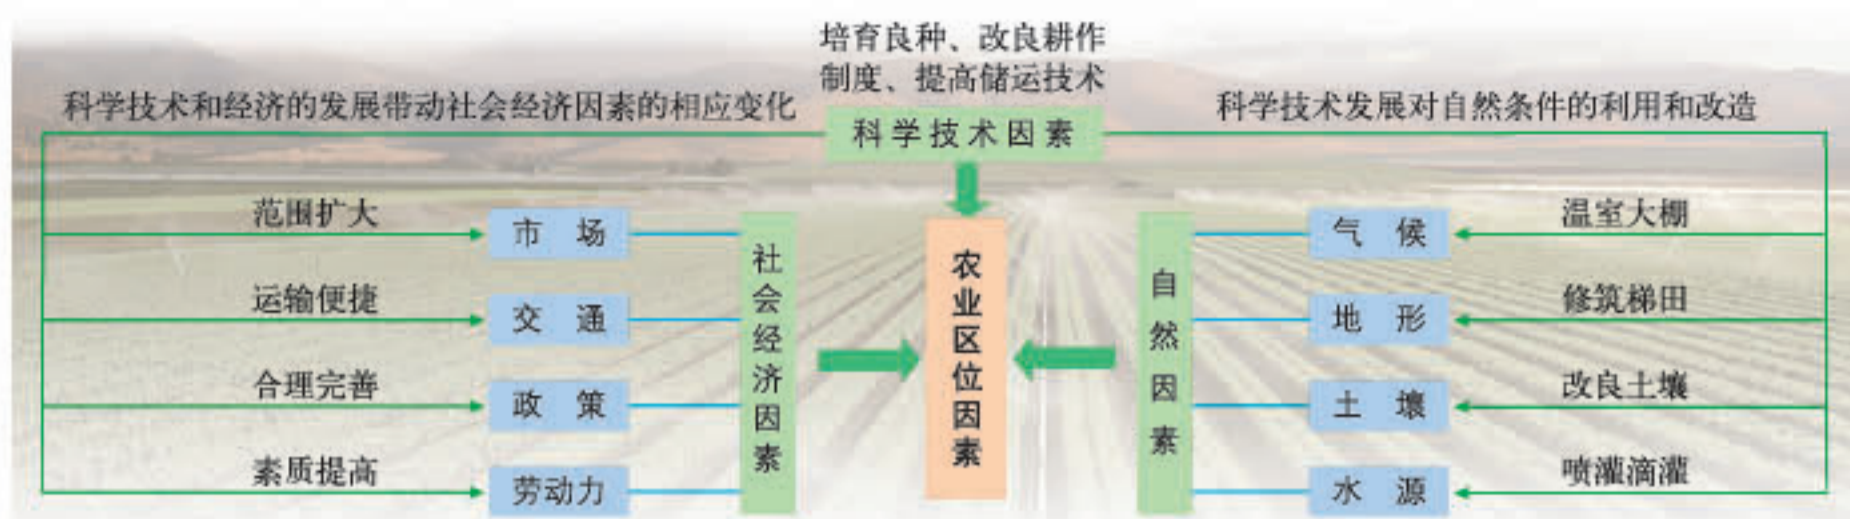 培育良种、改良耕作
制度、提高储运技术
科学技术和经济的发展带动社会经济因素的相应变化
科学技术因素
科学技术发展对自然条件的利用和改造
范围扩大
市场
运输便捷
交通
合理完善
政策
素质提高
劳动力
社会经济因素
农业区位因素
自然因素
气候
温室大棚
地形
修筑梯田
土壤
改良土壤
水源
喷灌滴灌